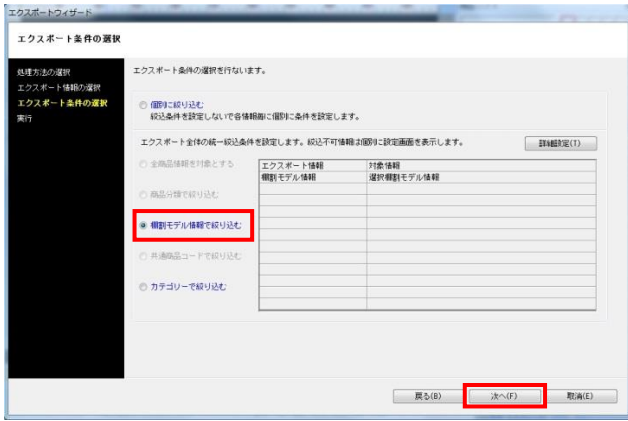 エクスポートウィザード
エクスポート条件の選択
処理方法の選択
エクスポート情報の選択
エクスポート条件の選択
実行
エクスポート条件の選択を行ないます。
個別に絞り込む
絞込条件を設定しないで各情報毎に個別に条件を設定します。
エクスポート全体の統一絞込条件を設定します。絞込不可情報は個別に設定画面を表示します。
詳細設定(T)
全商品情報を対象とする
商品分類で絞り込む
棚割モデル情報で絞り込む
共通商品コードで絞り込む
カテゴリーで絞り込む
エクスポート情報 対象情報
棚割モデル情報 選択棚割モデル情報
戻る(B) 次へ(F) 取消(E)